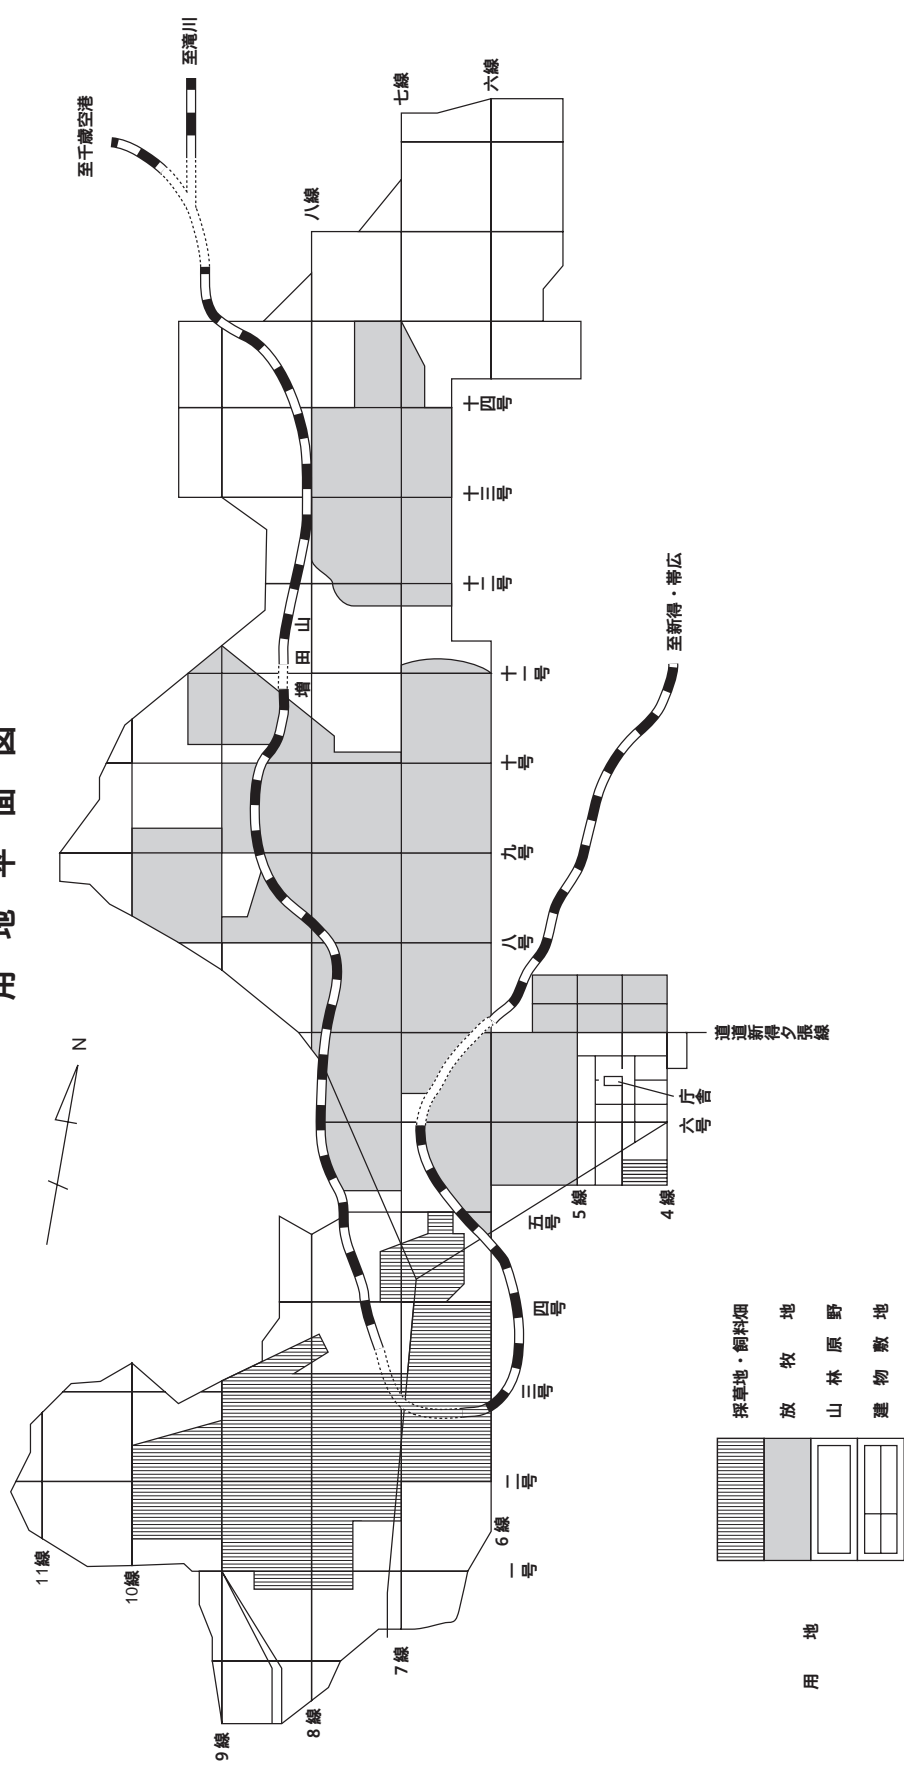 用地平面図
至滝川
至千歳空港
七線
六線
八線
十四号
十三号
十二号
増田山
十一号
十号
九号
八号
至新得・帯広
N
道道新得夕張線
庁舎
六号
5線
4線
五号
四号
三号
二号
一号
11線
10線
6線
7線
8線
9線
用地
採草地・飼料畑
放牧地
山林原野
建物敷地